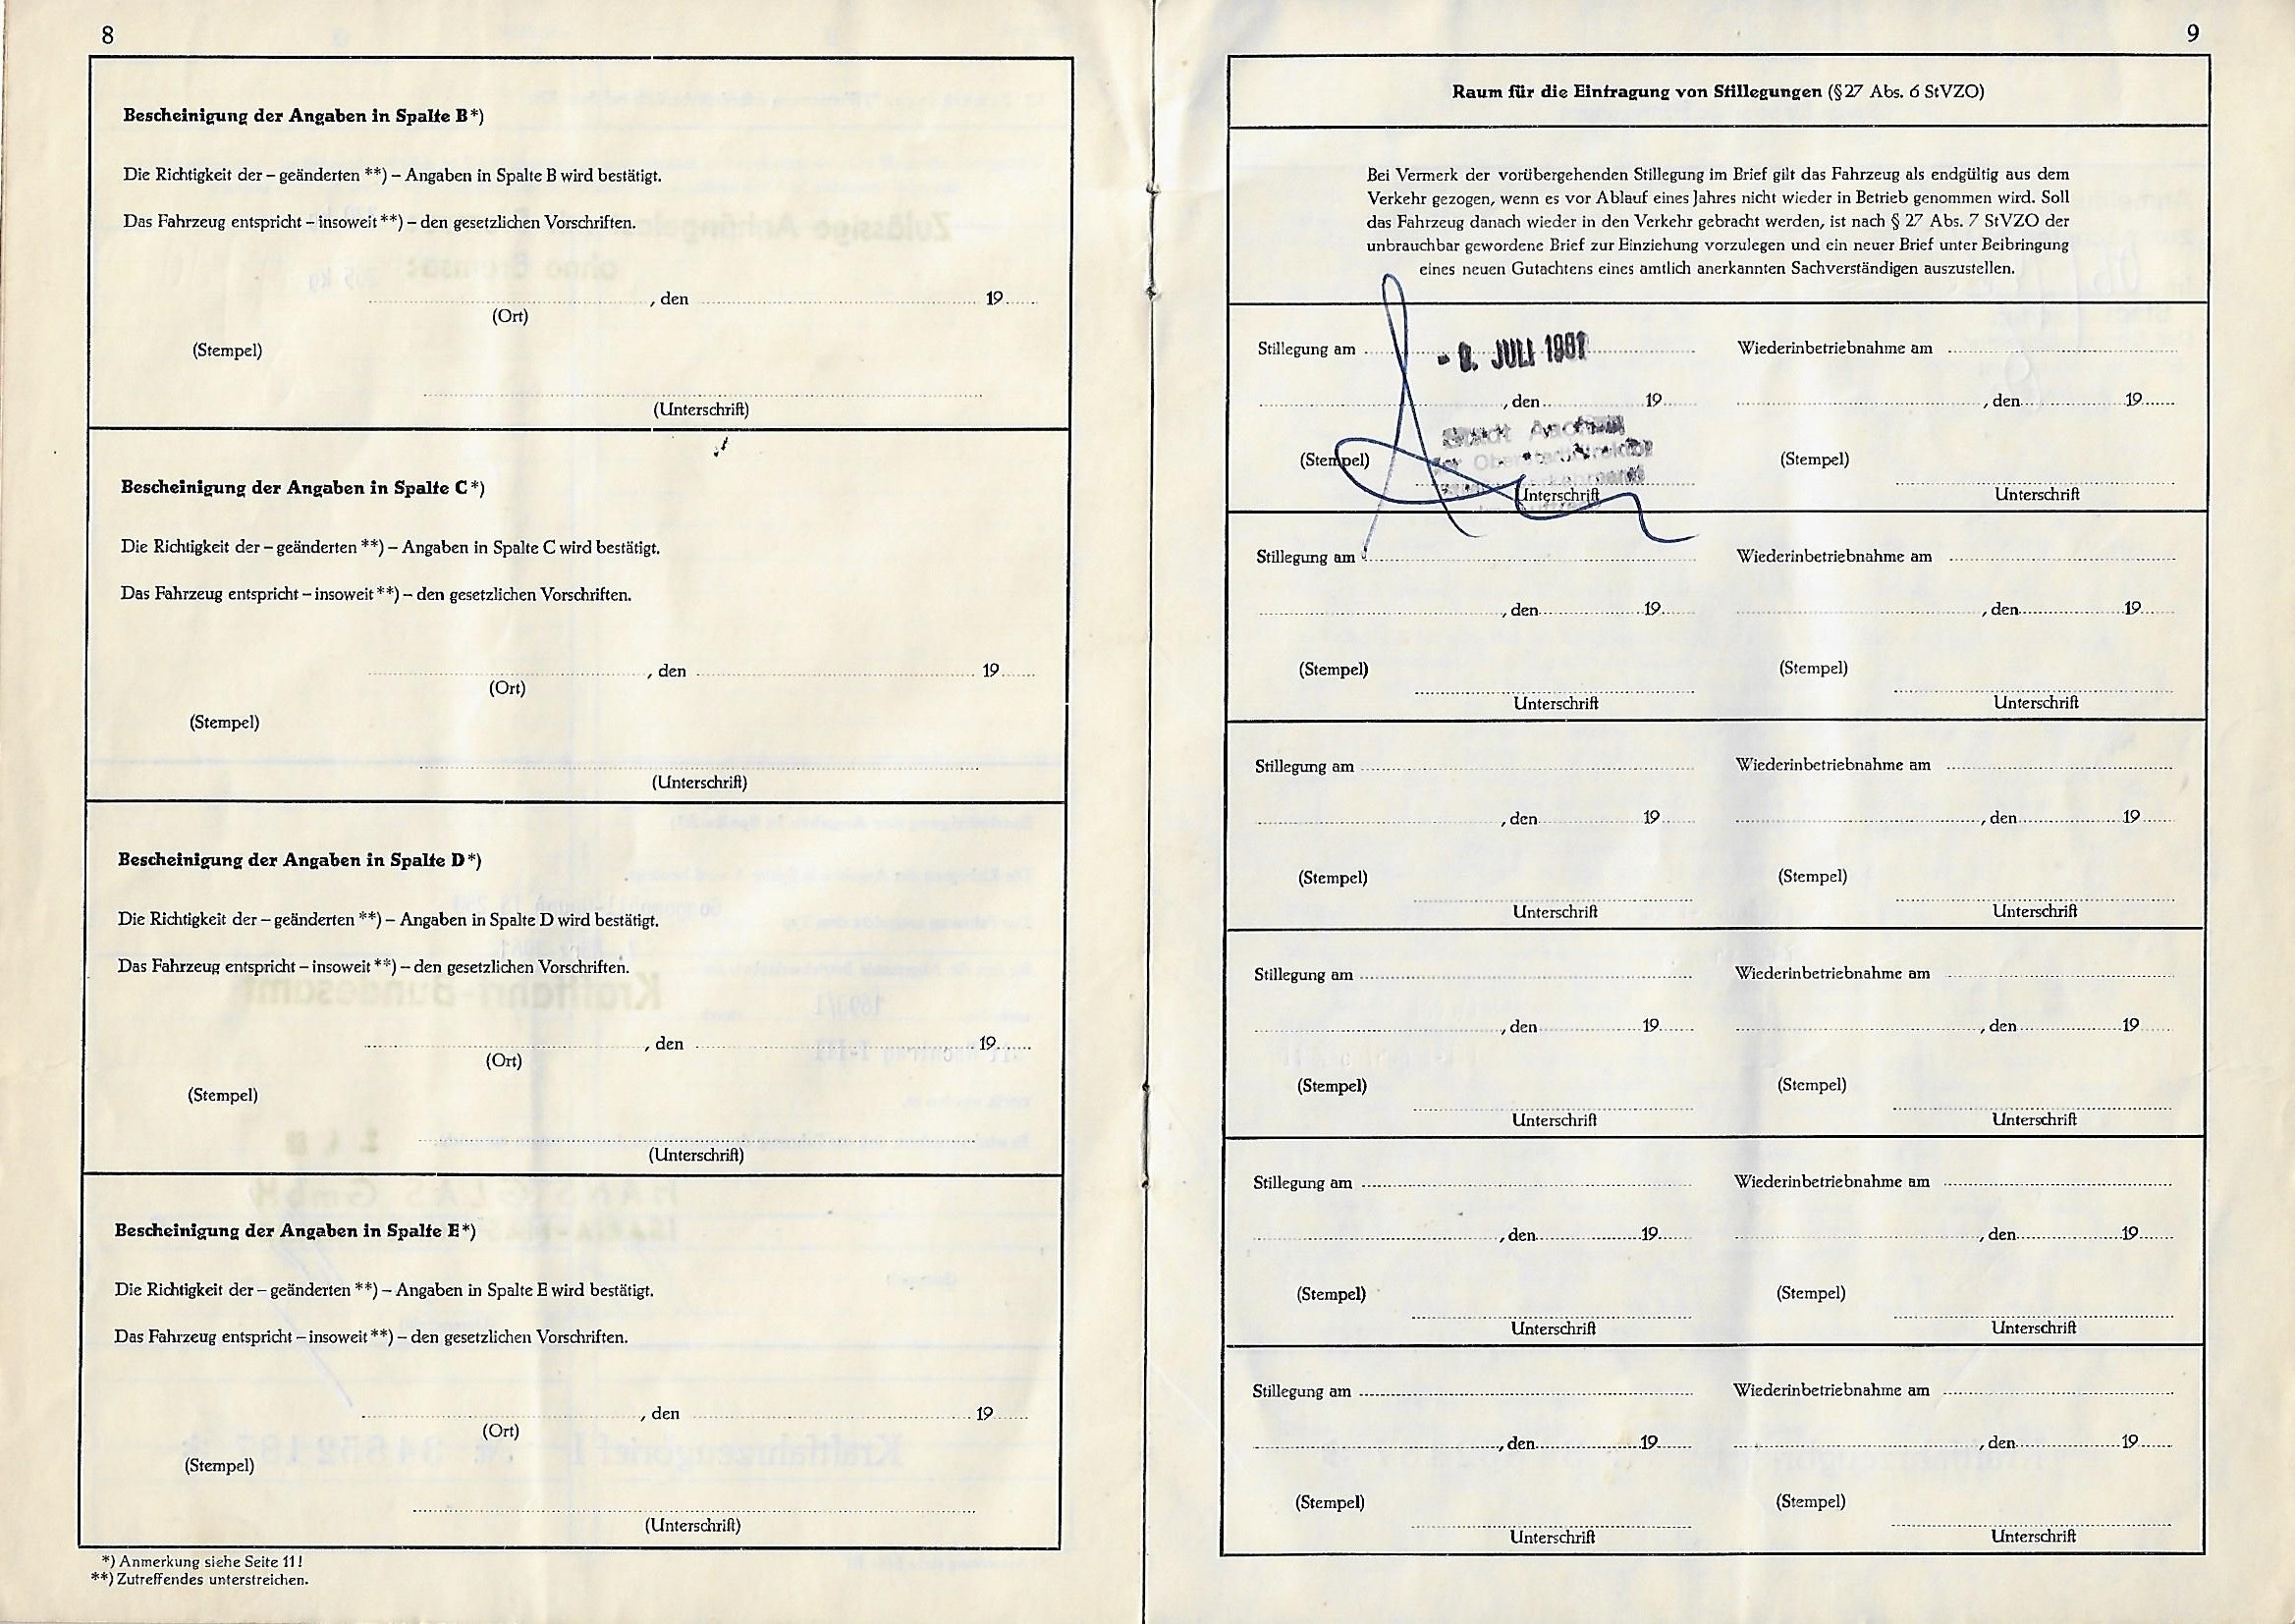 8
Bescheinigung der Angaben in Spalte B*)
Die Richtigkeit der – geänderten **) – Angaben in Spalte B wird bestätigt.
Das Fahrzeug entspricht – insoweit **) – den gesetzlichen Vorschriften.
, den 19
(Ort)
(Stempel)
(Unterschrift)
Bescheinigung der Angaben in Spalte C*)
Die Richtigkeit der – geänderten **) – Angaben in Spalte C wird bestätigt.
Das Fahrzeug entspricht – insoweit **) – den gesetzlichen Vorschriften.
, den 19
(Ort)
(Stempel)
(Unterschrift)
Bescheinigung der Angaben in Spalte D*)
Die Richtigkeit der – geänderten **) – Angaben in Spalte D wird bestätigt.
Das Fahrzeug entspricht – insoweit **) – den gesetzlichen Vorschriften.
, den 19
(Ort)
(Stempel)
(Unterschrift)
Bescheinigung der Angaben in Spalte E*)
Die Richtigkeit der – geänderten **) – Angaben in Spalte E wird bestätigt.
Das Fahrzeug entspricht – insoweit **) – den gesetzlichen Vorschriften.
, den 19
(Ort)
(Stempel)
(Unterschrift)
*) Anmerkung siehe Seite 11!
**) Zutreffendes unterstreichen.
9
Raum für die Eintragung von Stillegungen (§ 27 Abs. 6 StVZO)
Bei Vermerk der vorübergehenden Stillegung im Brief gilt das Fahrzeug als endgültig aus dem
Verkehr gezogen, wenn es vor Ablauf eines Jahres nicht wieder in Betrieb genommen wird. Soll
das Fahrzeug danach wieder in den Verkehr gebracht werden, ist nach § 27 Abs. 7 StVZO der
unbrauchbar gewordene Brief zur Einziehung vorzulegen und ein neuer Brief unter Beibringung
eines neuen Gutachtens eines amtlich anerkannten Sachverständigen auszustellen.
Stillegung am JULI Wiederinbetriebnahme am
, den 19 , den 19
Stadt Aachen
Oberstadtdirektor
(Stempel) (Stempel)
Unterschrift Unterschrift
Stillegung am Wiederinbetriebnahme am
, den 19 , den 19
(Stempel) (Stempel)
Unterschrift Unterschrift
Stillegung am Wiederinbetriebnahme am
, den 19 , den 19
(Stempel) (Stempel)
Unterschrift Unterschrift
Stillegung am Wiederinbetriebnahme am
, den 19 , den 19
(Stempel) (Stempel)
Unterschrift Unterschrift
Stillegung am Wiederinbetriebnahme am
, den 19 , den 19
(Stempel) (Stempel)
Unterschrift Unterschrift
Stillegung am Wiederinbetriebnahme am
, den 19 , den 19
(Stempel) (Stempel)
Unterschrift Unterschrift